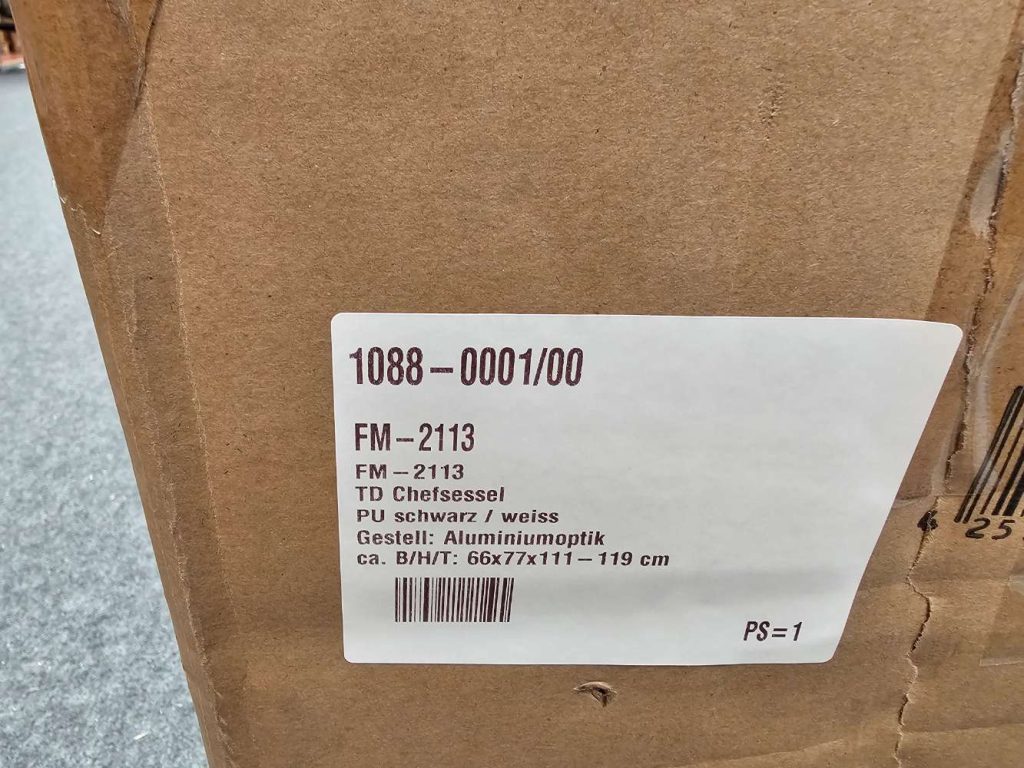 1088-0001/00
FM-2113
FM-2113
TD Chefsessel
PU schwarz / weiss
Gestell: Aluminiumoptik
ca. B/H/T: 66x77x111-119 cm
PS=1
25